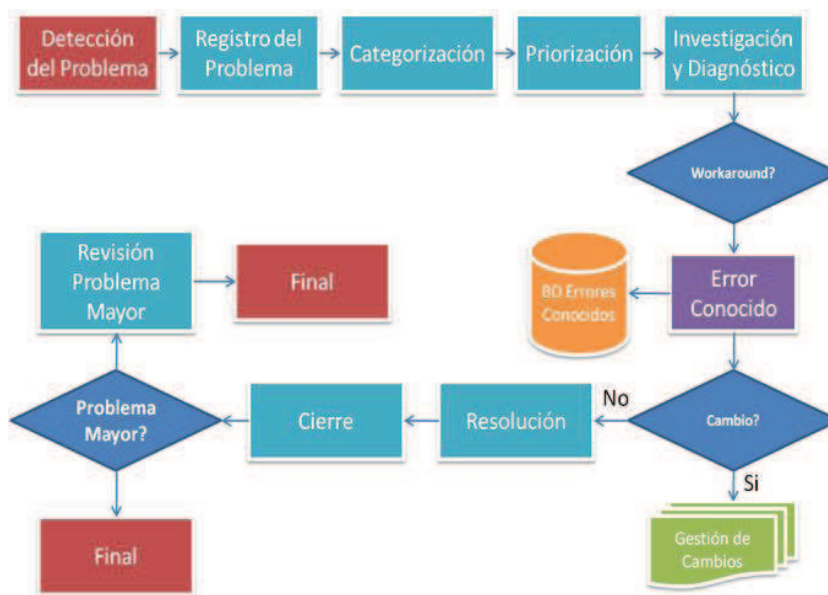 Detección
del Problema
Registro del
Problema
Categorización
Priorización
Investigación
y Diagnóstico
Workaround?
Revisión
Problema
Mayor
Final
BD Errores
Conocidos
Error
Conocido
Problema
Mayor?
Cierre
Resolución
No
Cambio?
Si
Final
Gestión de
Cambios